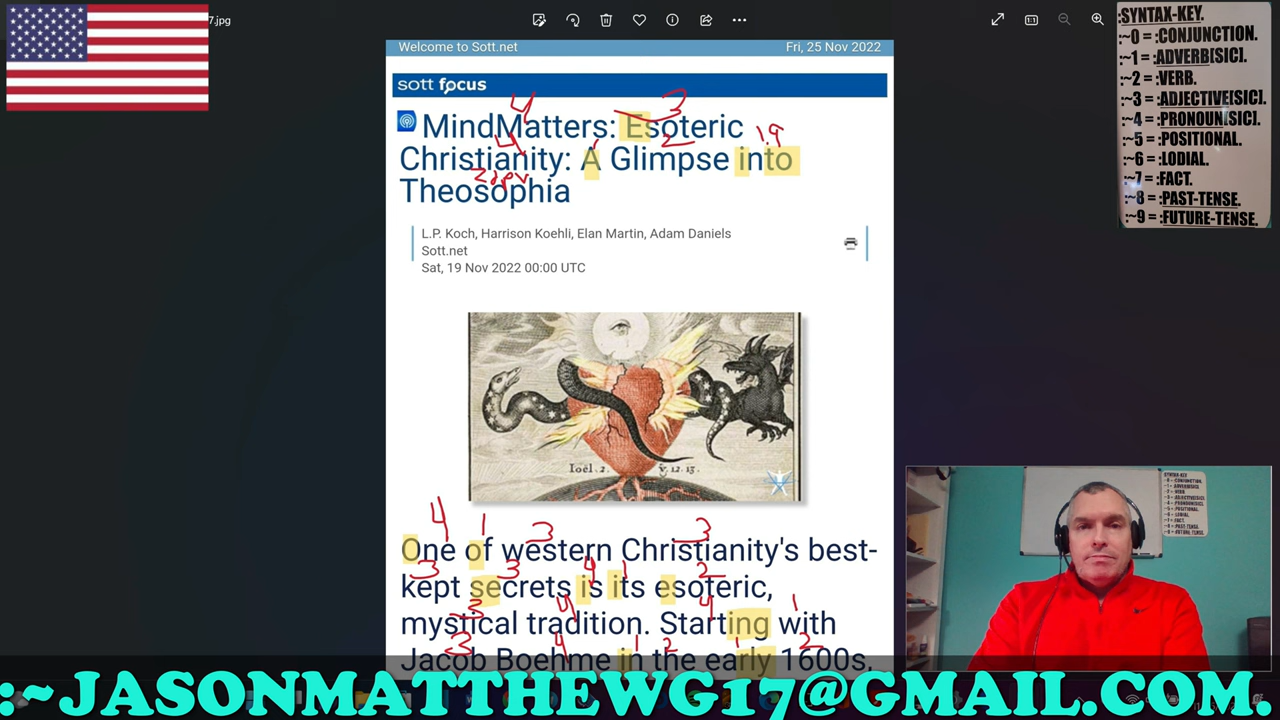 7.jpg
Welcome to Sott.net
Fri, 25 Nov 2022
sott focus
MindMatters: Esoteric
Christianity: A Glimpse into
Theosophia
L.P. Koch, Harrison Koehli, Elan Martin, Adam Daniels
Sott.net
Sat, 19 Nov 2022 00:00 UTC
Ioël. 2.
One of western Christianity's best-
kept secrets is its esoteric,
mystical tradition. Starting with
Jacob Boehme in the early 1600s,
:SYNTAX-KEY.
:~0 = :CONJUNCTION.
:~1 = :ADVERB[SIC].
:~2 = :VERB.
:~3 = :ADJECTIVE[SIC].
:~4 = :PRONOUN[SIC].
:~5 = :POSITIONAL.
:~6 = :LODIAL.
:~7 = :FACT.
:~8 = :PAST-TENSE.
:~9 = :FUTURE-TENSE.
:~JASONMATTHEWG17@GMAIL.COM.